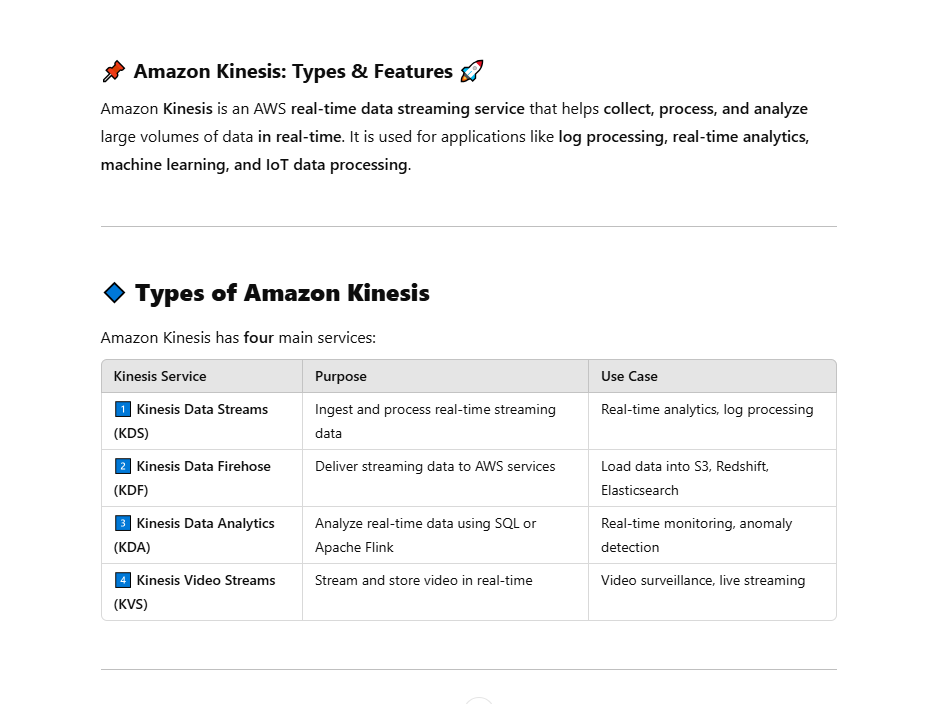 📌 Amazon Kinesis: Types & Features 🚀
Amazon Kinesis is an AWS real-time data streaming service that helps collect, process, and analyze
large volumes of data in real-time. It is used for applications like log processing, real-time analytics,
machine learning, and IoT data processing.
🔷 Types of Amazon Kinesis
Amazon Kinesis has four main services:
Kinesis Service Purpose Use Case
1️⃣ Kinesis Data Streams Ingest and process real-time streaming Real-time analytics, log processing
(KDS) data
2️⃣ Kinesis Data Firehose Deliver streaming data to AWS services Load data into S3, Redshift,
(KDF) Elasticsearch
3️⃣ Kinesis Data Analytics Analyze real-time data using SQL or Real-time monitoring, anomaly
(KDA) Apache Flink detection
4️⃣ Kinesis Video Streams Stream and store video in real-time Video surveillance, live streaming
(KVS)